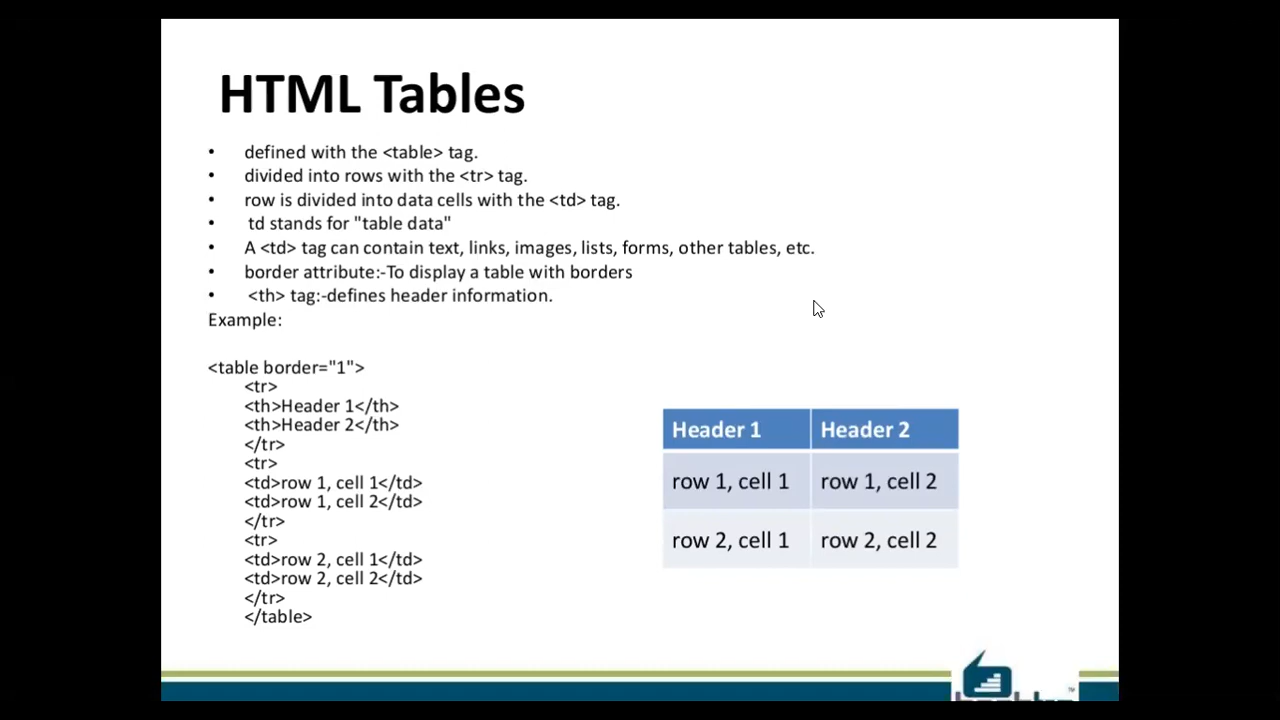 HTML Tables
• defined with the <table> tag.
• divided into rows with the <tr> tag.
• row is divided into data cells with the <td> tag.
• td stands for "table data"
• A <td> tag can contain text, links, images, lists, forms, other tables, etc.
• border attribute:-To display a table with borders
• <th> tag:-defines header information.
Example:
<table border="1">
<tr>
<th>Header 1</th>
<th>Header 2</th>
</tr>
<tr>
<td>row 1, cell 1</td>
<td>row 1, cell 2</td>
</tr>
<tr>
<td>row 2, cell 1</td>
<td>row 2, cell 2</td>
</tr>
</table>
Header 1 Header 2
row 1, cell 1 row 1, cell 2
row 2, cell 1 row 2, cell 2
TM